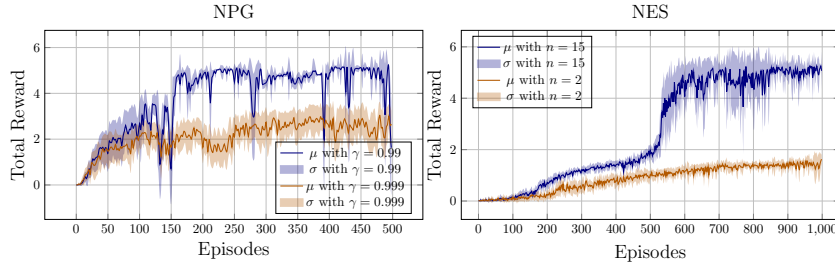 NPG
Total Reward
6
4
2
0
0 50 100 150 200 250 300 350 400 450 500
Episodes
μ with γ = 0.99
σ with γ = 0.99
μ with γ = 0.999
σ with γ = 0.999
NES
Total Reward
6
4
2
0
0 100 200 300 400 500 600 700 800 900 1,000
Episodes
μ with n = 15
σ with n = 15
μ with n = 2
σ with n = 2